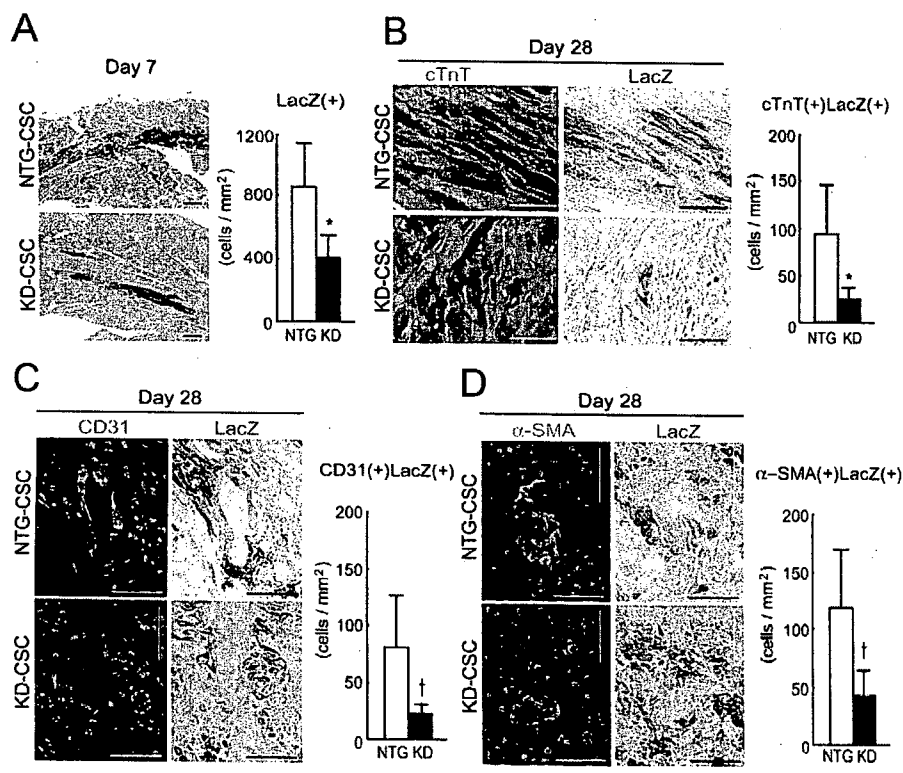 A
Day 7
NTG-CSC
KD-CSC
LacZ(+)
(cells / mm²)
1200
800
400
0
*
NTG KD
B
Day 28
cTnT
LacZ
NTG-CSC
KD-CSC
cTnT(+)LacZ(+)
(cells / mm²)
200
150
100
50
0
*
NTG KD
C
Day 28
CD31
LacZ
NTG-CSC
KD-CSC
CD31(+)LacZ(+)
(cells / mm²)
200
150
100
50
0
†
NTG KD
D
Day 28
α-SMA
LacZ
NTG-CSC
KD-CSC
α–SMA(+)LacZ(+)
(cells / mm²)
200
150
100
50
0
†
NTG KD